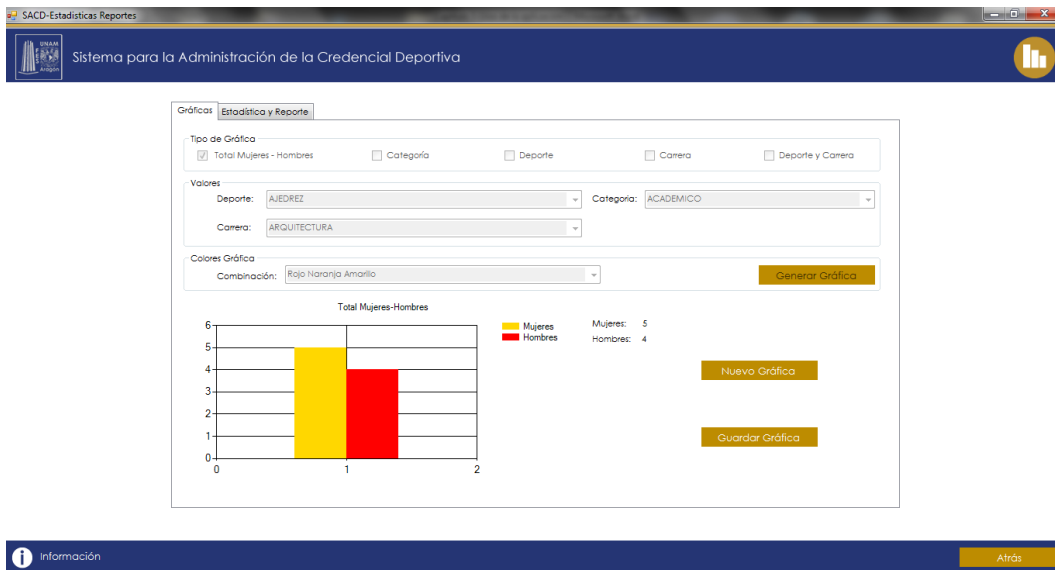 SACD-Estadisticas Reportes
UNAM
FES
Aragón
Sistema para la Administración de la Credencial Deportiva
Gráficas Estadística y Reporte
Tipo de Gráfica
Total Mujeres - Hombres Categoría Deporte Carrera Deporte y Carrera
Valores
Deporte: AJEDREZ Categoria: ACADEMICO
Carrera: ARQUITECTURA
Colores Gráfica
Combinación: Rojo Naranja Amarillo Generar Gráfica
Total Mujeres-Hombres
6
5
4
3
2
1
0
0 1 2
Mujeres
Hombres
Mujeres: 5
Hombres: 4
Nuevo Gráfica
Guardar Gráfica
Información Atrás